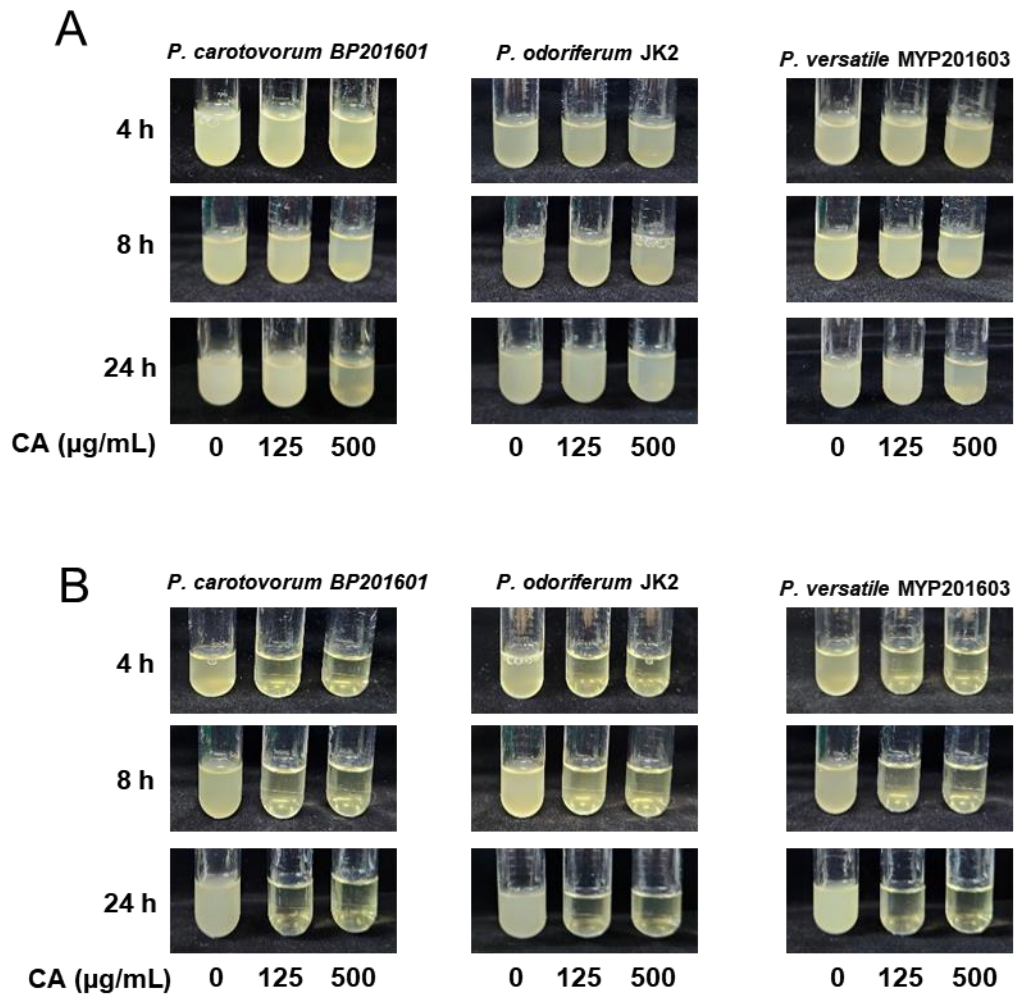 A
P. carotovorum BP201601 P. odoriferum JK2 P. versatile MYP201603
4 h
8 h
24 h
CA (µg/mL) 0 125 500 0 125 500 0 125 500
B
P. carotovorum BP201601 P. odoriferum JK2 P. versatile MYP201603
4 h
8 h
24 h
CA (µg/mL) 0 125 500 0 125 500 0 125 500